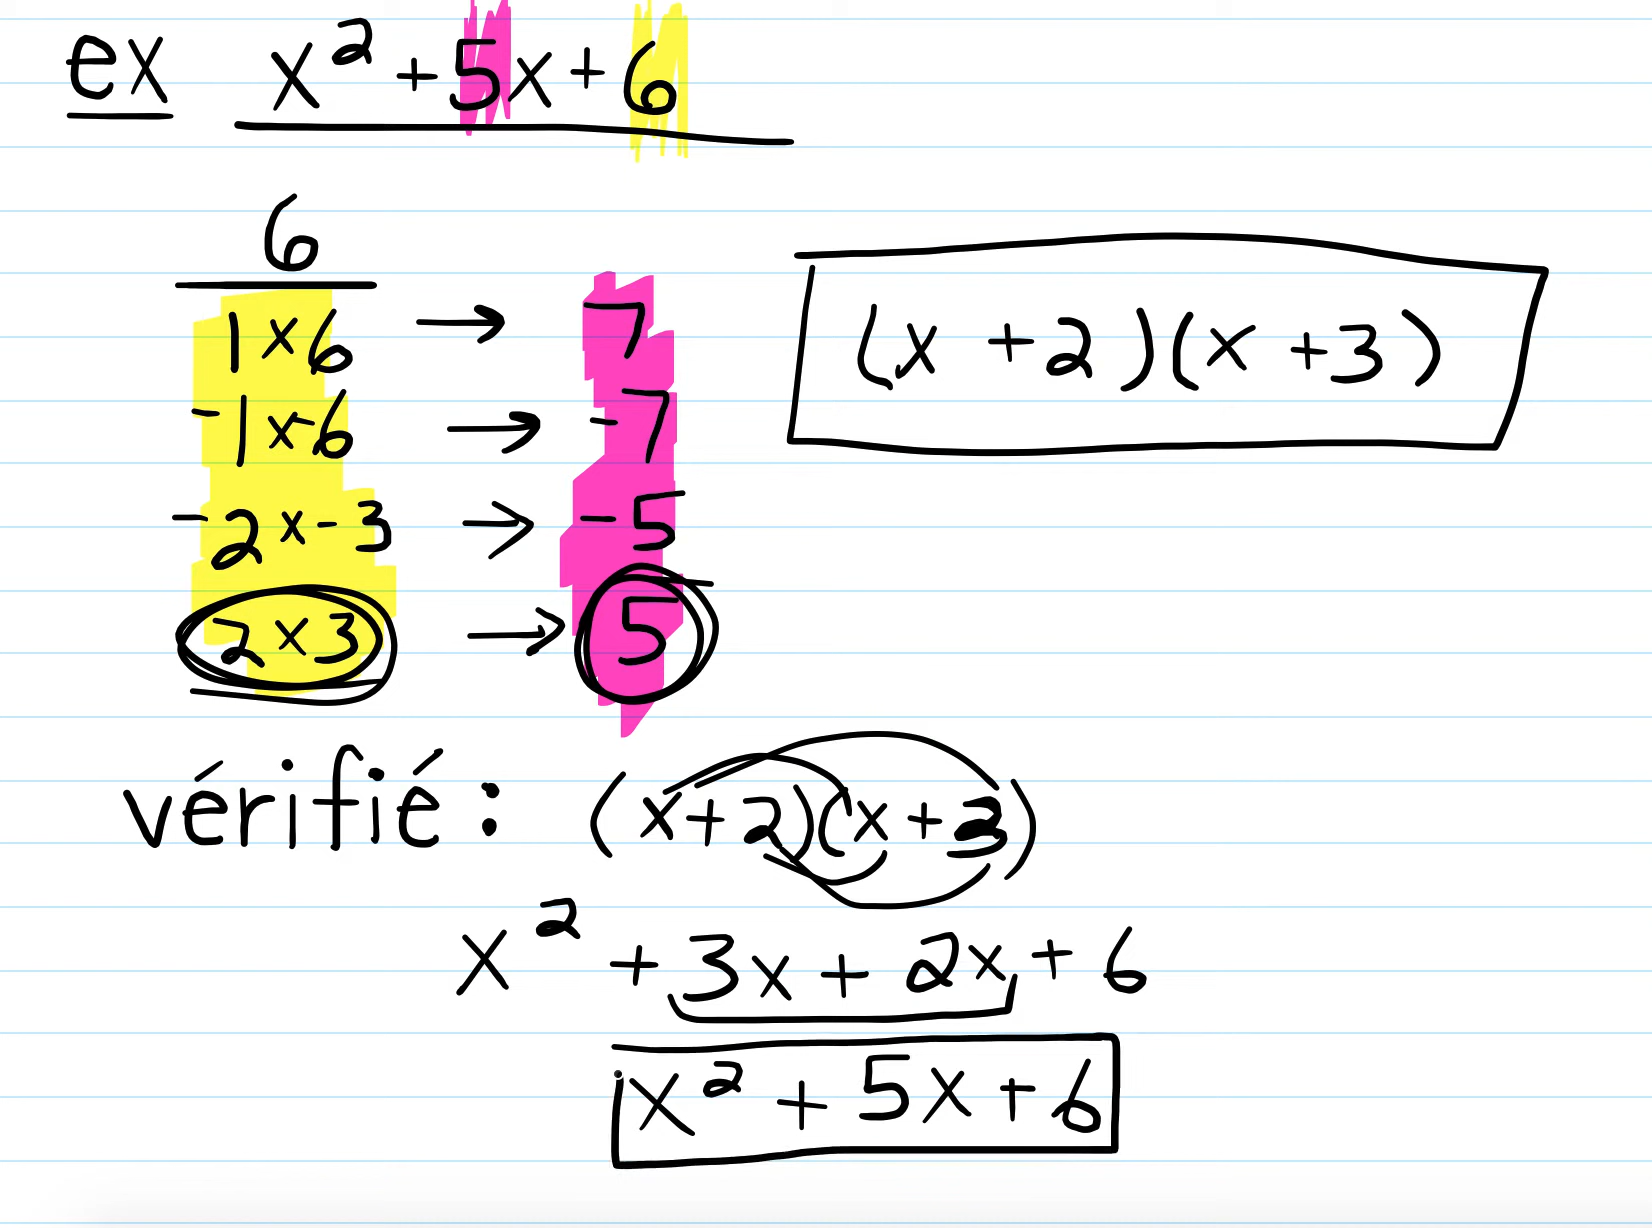 ex x² + 5x + 6
6
1 x 6 → 7
-1 x -6 → -7
-2 x -3 → -5
2 x 3 → 5
(x + 2)(x + 3)
vérifié : (x + 2)(x + 3)
x² + 3x + 2x + 6
x² + 5x + 6